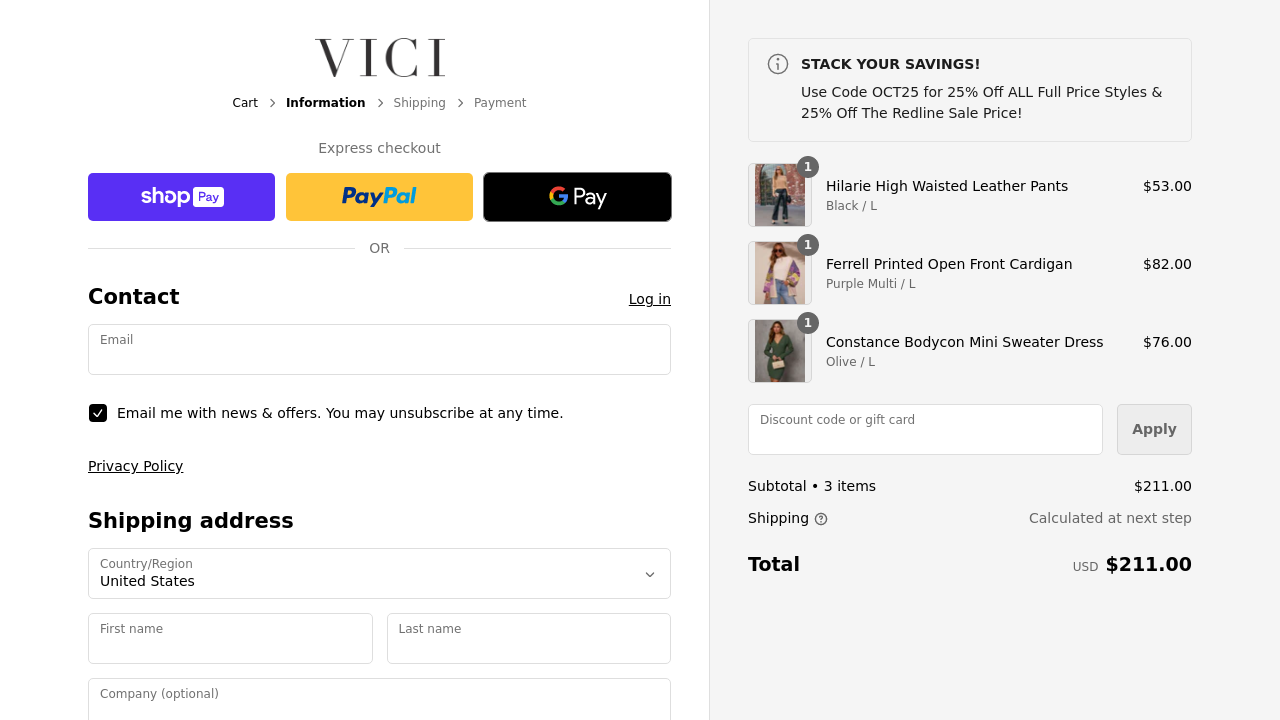 VICI
Cart > Information > Shipping > Payment
Express checkout
shop Pay
PayPal
G Pay
OR
Contact
Log in
Email
Email me with news & offers. You may unsubscribe at any time.
Privacy Policy
Shipping address
Country/Region
United States
First name
Last name
Company (optional)
STACK YOUR SAVINGS!
Use Code OCT25 for 25% Off ALL Full Price Styles &
25% Off The Redline Sale Price!
1
Hilarie High Waisted Leather Pants
$53.00
Black / L
1
Ferrell Printed Open Front Cardigan
$82.00
Purple Multi / L
1
Constance Bodycon Mini Sweater Dress
$76.00
Olive / L
Discount code or gift card
Apply
Subtotal • 3 items
$211.00
Shipping
Calculated at next step
Total
USD $211.00